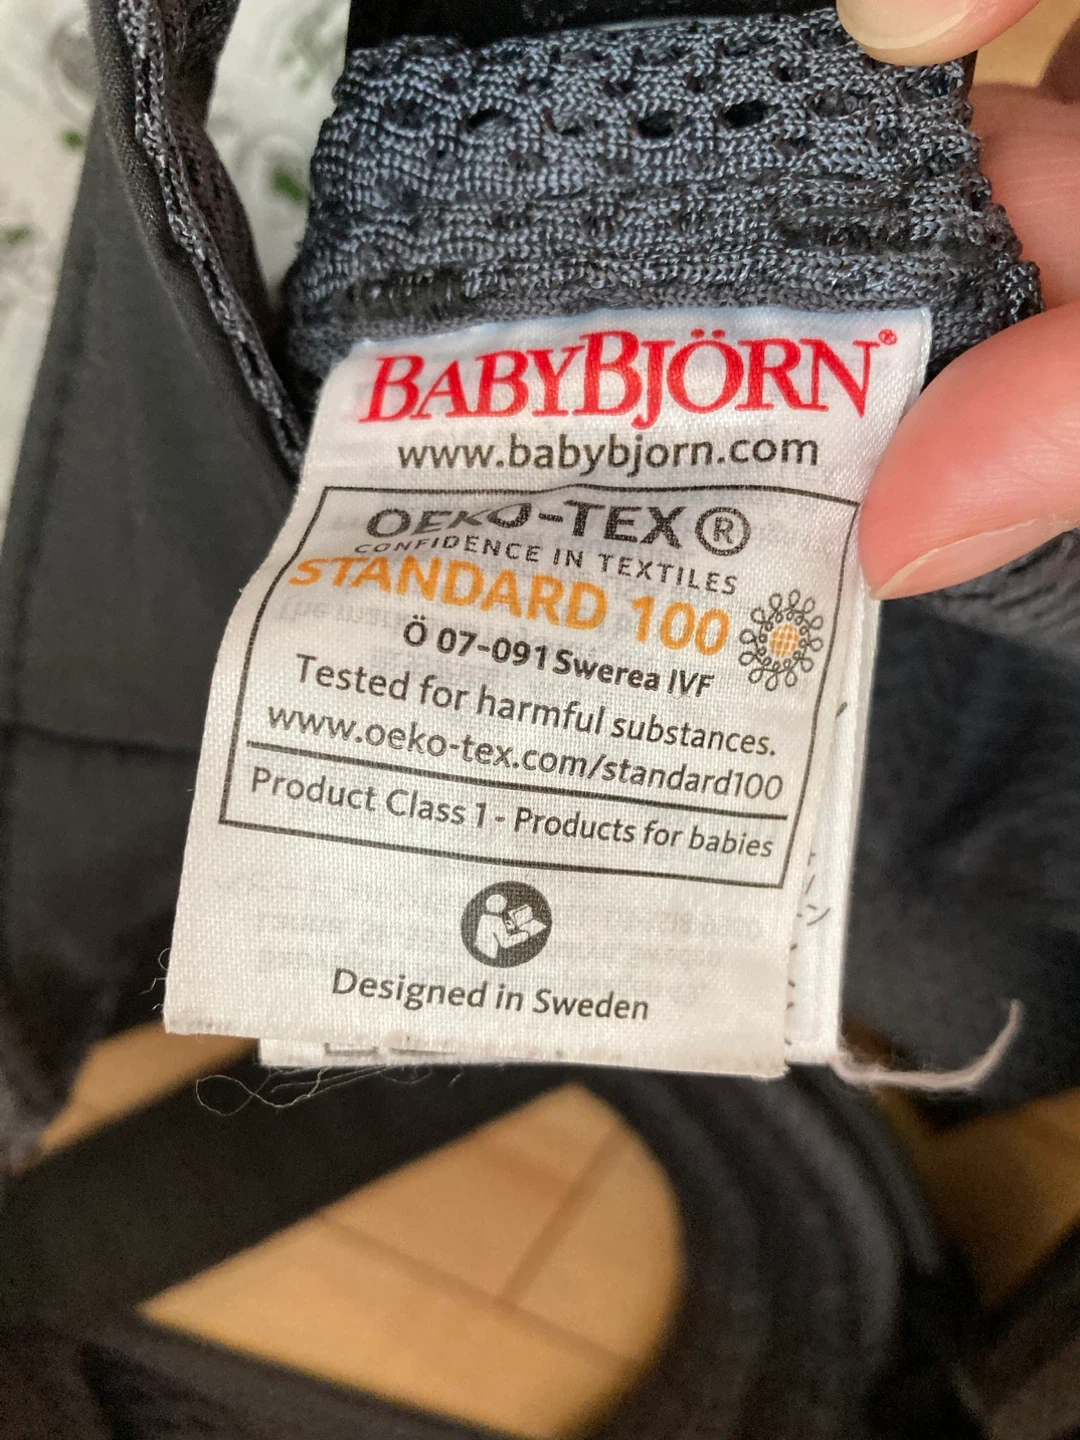 BABYBJÖRN®
www.babybjorn.com
OEKO-TEX®
CONFIDENCE IN TEXTILES
STANDARD 100
Ö 07-091 Swerea IVF
Tested for harmful substances.
www.oeko-tex.com/standard100
Product Class 1 - Products for babies
Designed in Sweden